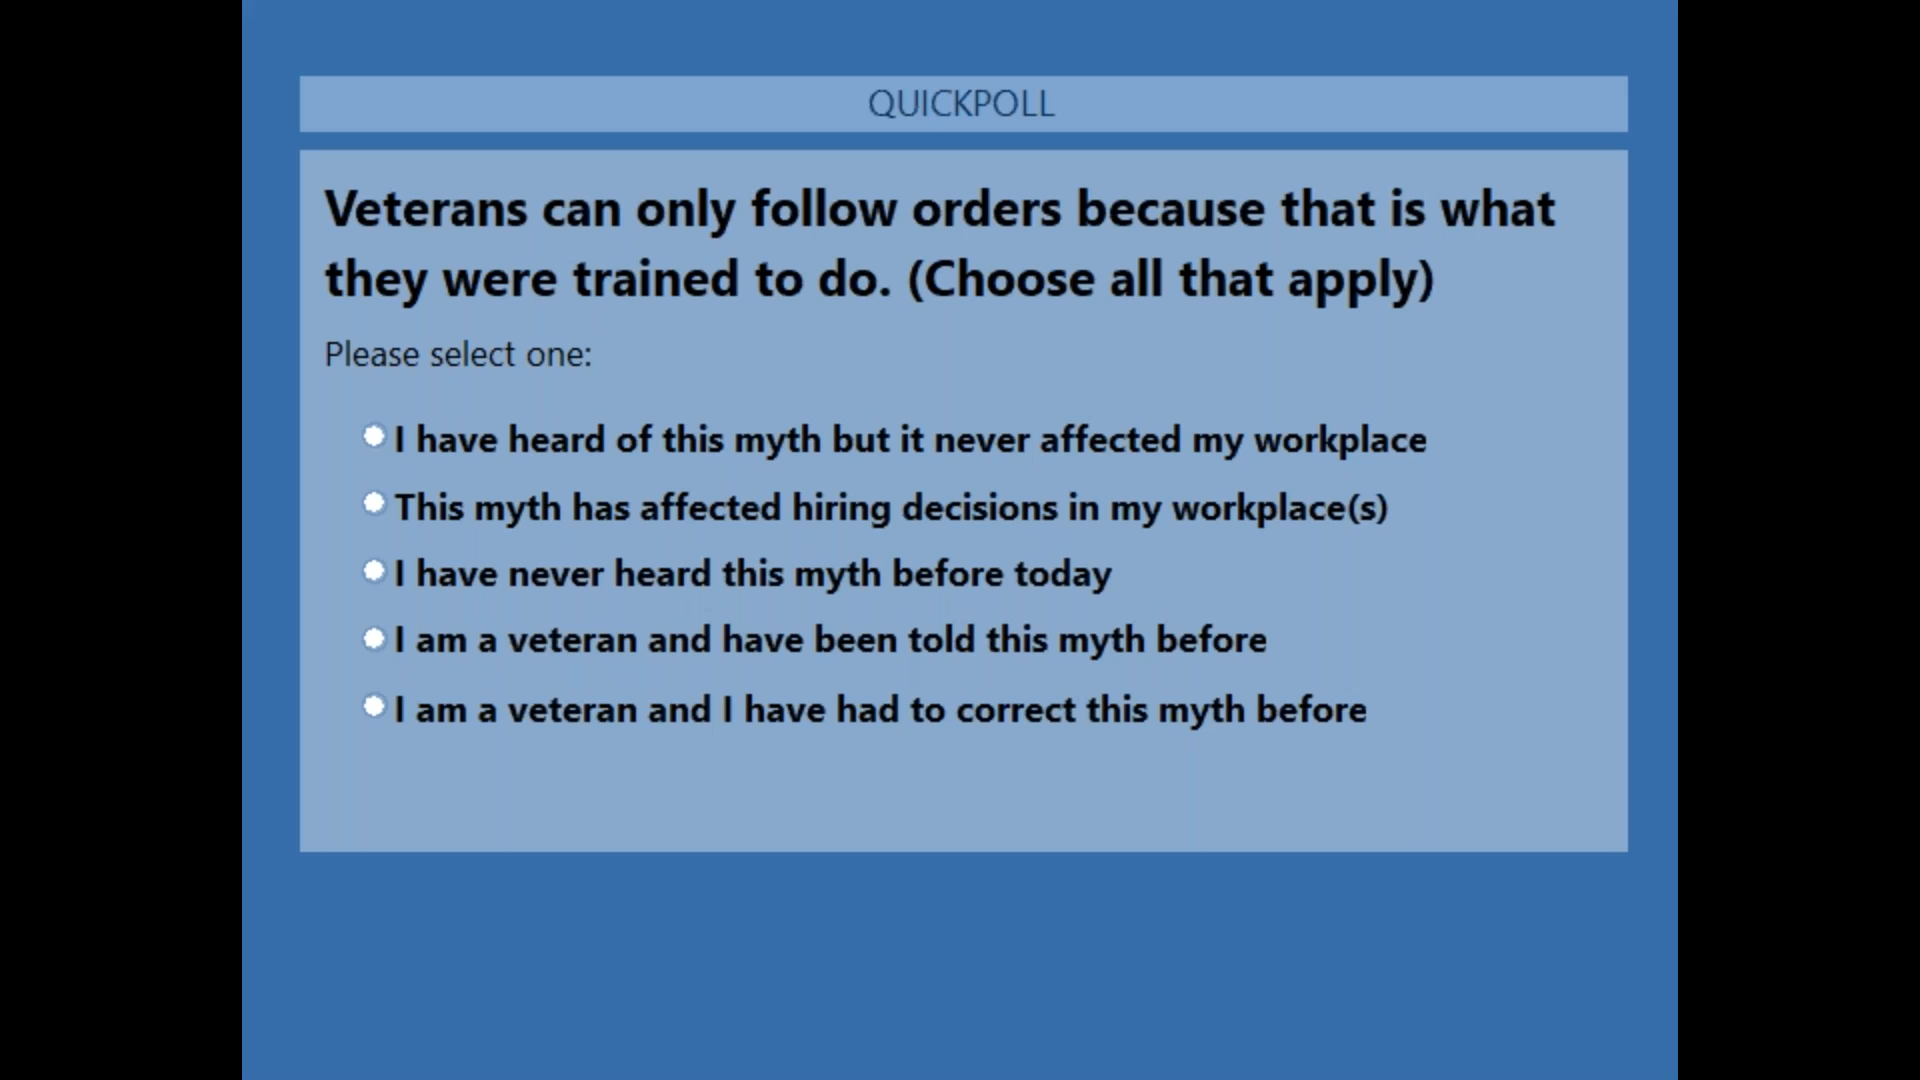 QUICKPOLL
Veterans can only follow orders because that is what
they were trained to do. (Choose all that apply)
Please select one:
I have heard of this myth but it never affected my workplace
This myth has affected hiring decisions in my workplace(s)
I have never heard this myth before today
I am a veteran and have been told this myth before
I am a veteran and I have had to correct this myth before